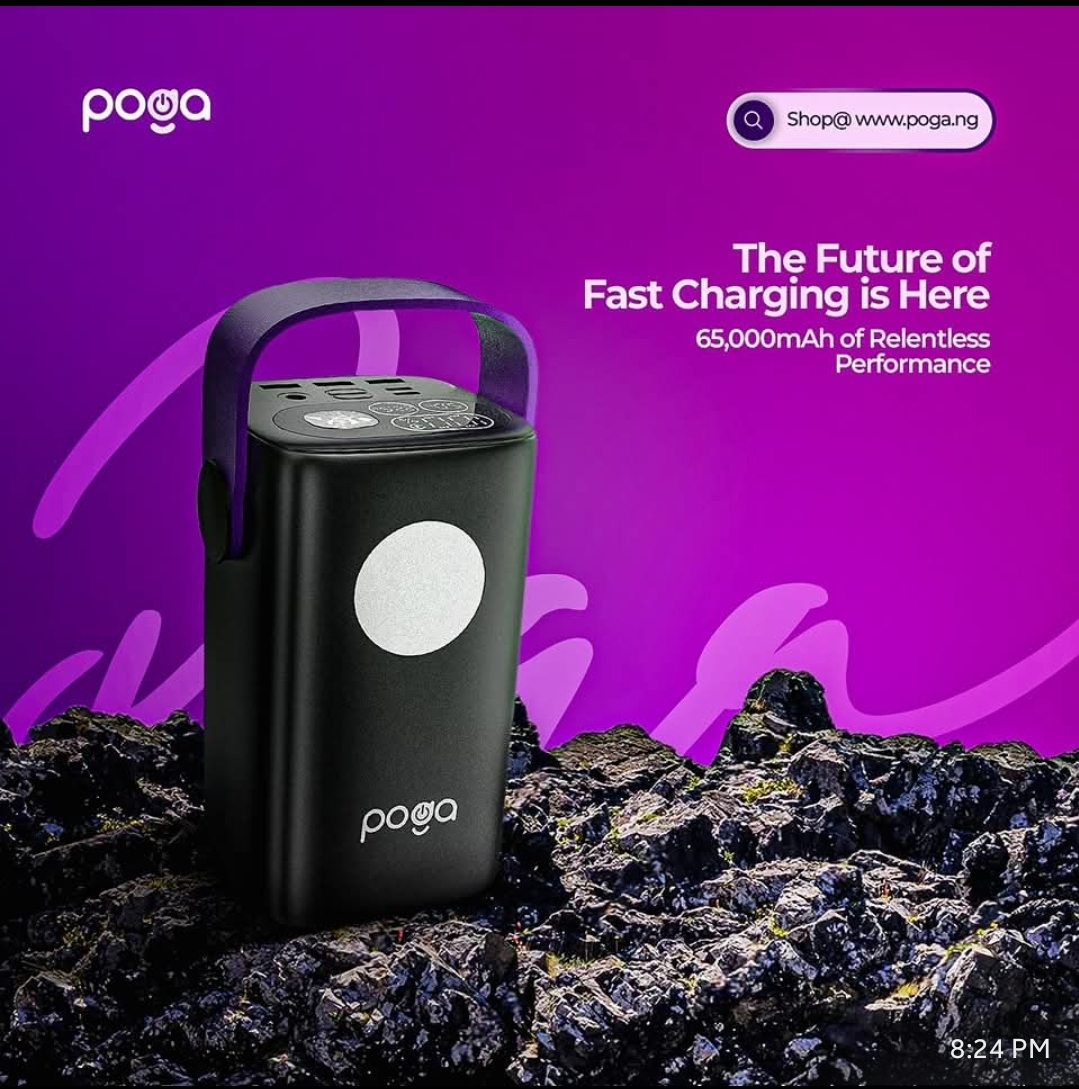 poga
Shop@ www.poga.ng
The Future of
Fast Charging is Here
65,000mAh of Relentless
Performance
poga
8:24 PM